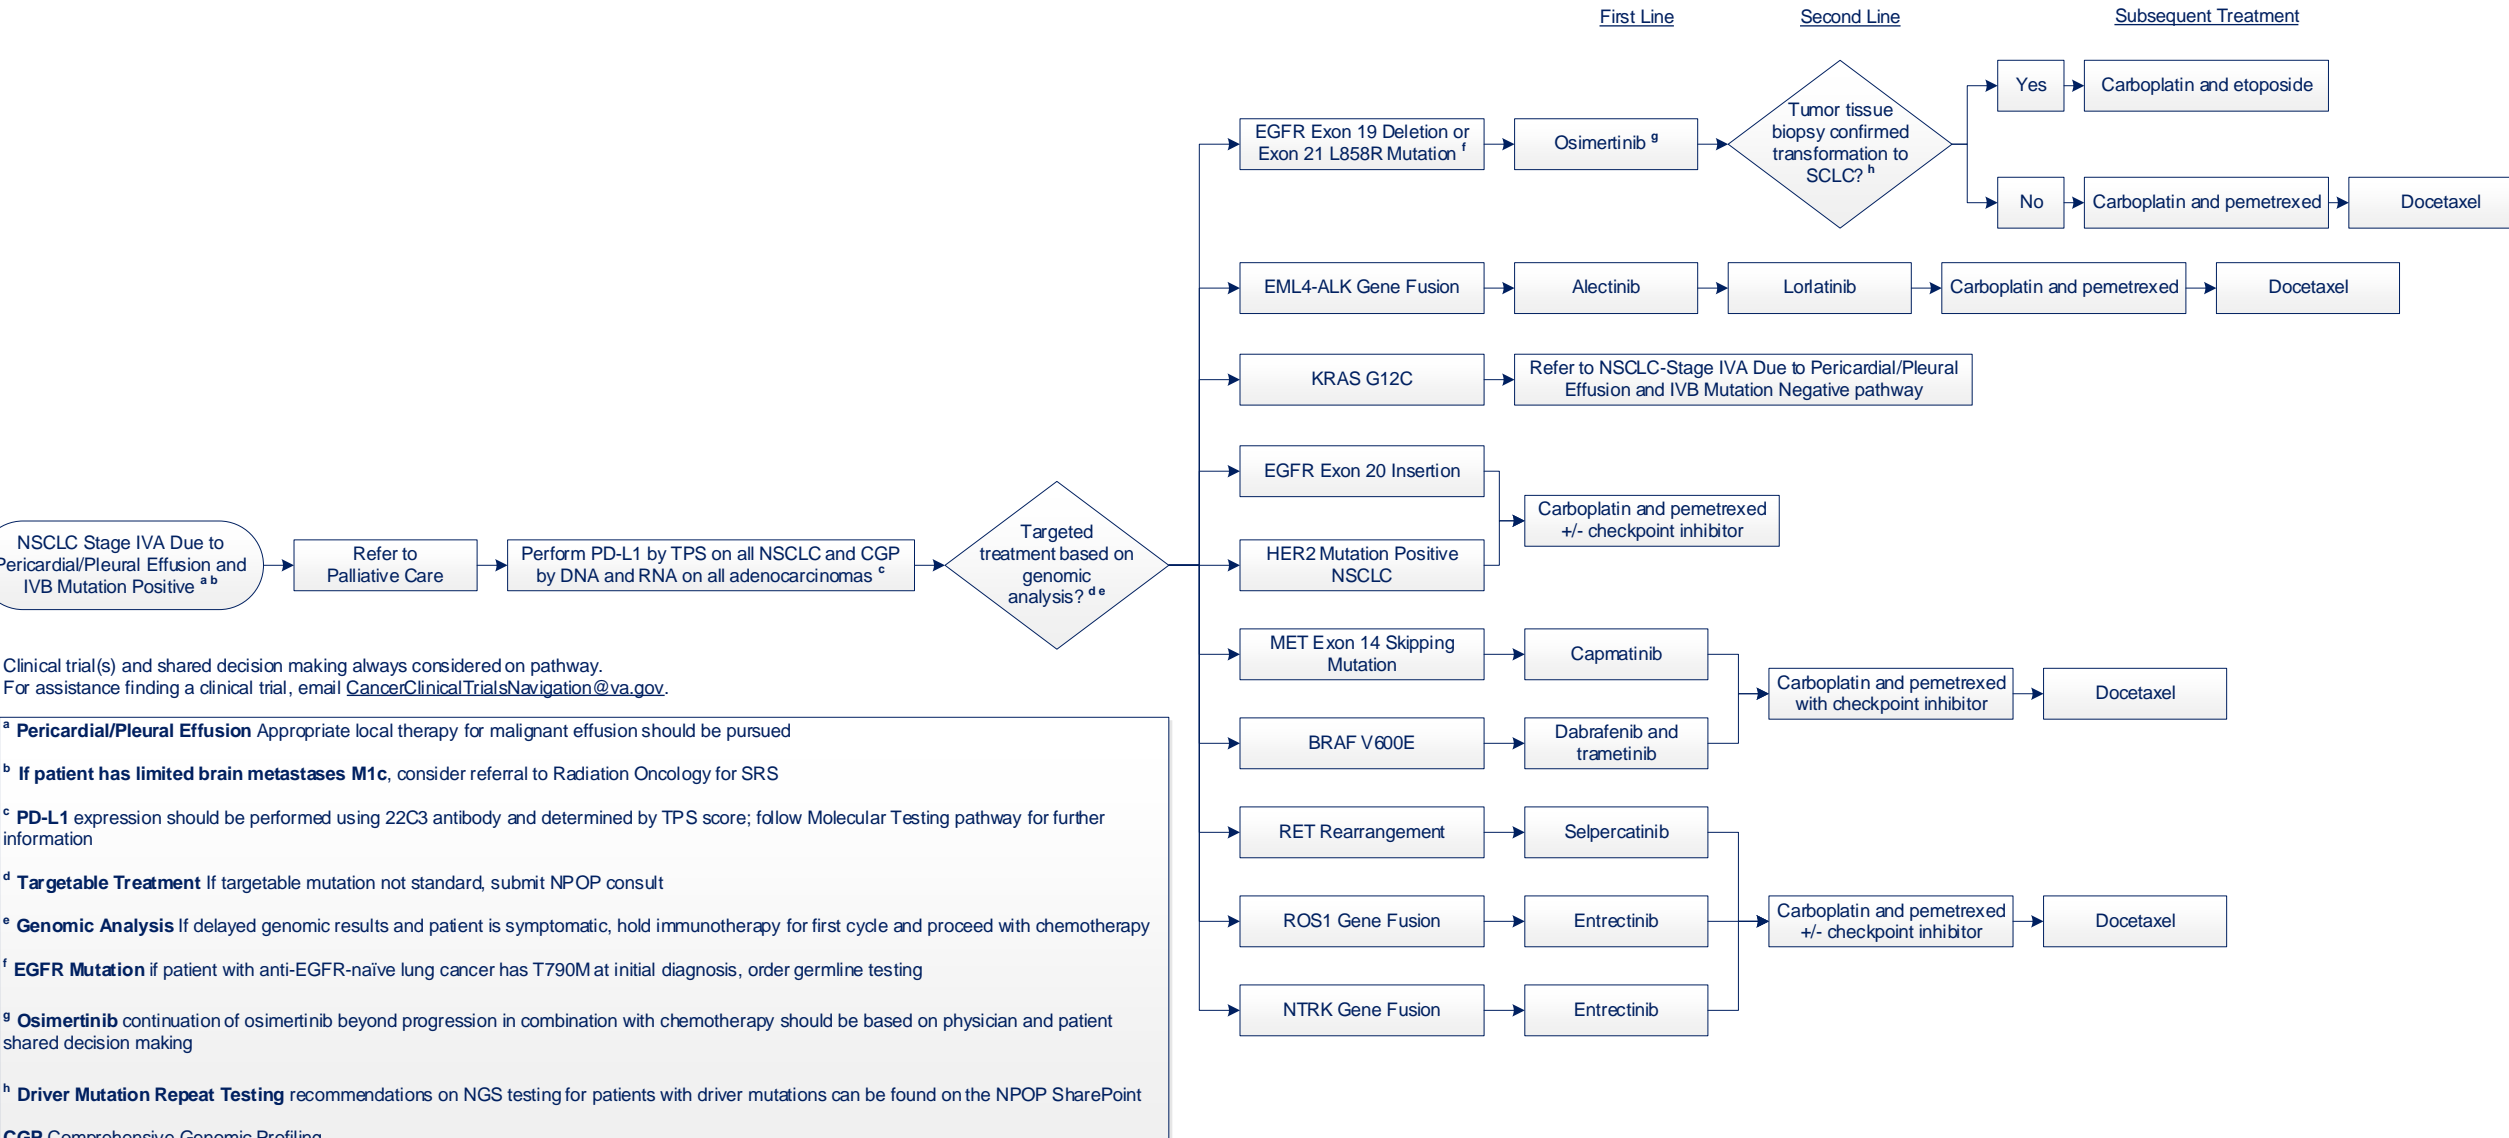 First Line
Second Line
Subsequent Treatment
EGFR Exon 19 Deletion or
Exon 21 L858R Mutation f
Osimertinib g
Tumor tissue
biopsy confirmed
transformation to
SCLC? h
Yes
Carboplatin and etoposide
No
Carboplatin and pemetrexed
Docetaxel
EML4-ALK Gene Fusion
Alectinib
Lorlatinib
Carboplatin and pemetrexed
Docetaxel
KRAS G12C
Refer to NSCLC-Stage IVA Due to Pericardial/Pleural
Effusion and IVB Mutation Negative pathway
EGFR Exon 20 Insertion
HER2 Mutation Positive
NSCLC
Carboplatin and pemetrexed
+/- checkpoint inhibitor
NSCLC Stage IVA Due to
Pericardial/Pleural Effusion and
IVB Mutation Positive a b
Refer to
Palliative Care
Perform PD-L1 by TPS on all NSCLC and CGP
by DNA and RNA on all adenocarcinomas c
Targeted
treatment based on
genomic
analysis? d e
MET Exon 14 Skipping
Mutation
Capmatinib
BRAF V600E
Dabrafenib and
trametinib
Carboplatin and pemetrexed
with checkpoint inhibitor
Docetaxel
RET Rearrangement
Selpercatinib
ROS1 Gene Fusion
Entrectinib
NTRK Gene Fusion
Entrectinib
Carboplatin and pemetrexed
+/- checkpoint inhibitor
Docetaxel
Clinical trial(s) and shared decision making always considered on pathway.
For assistance finding a clinical trial, email CancerClinicalTrialsNavigation@va.gov.
a Pericardial/Pleural Effusion Appropriate local therapy for malignant effusion should be pursued
b If patient has limited brain metastases M1c, consider referral to Radiation Oncology for SRS
c PD-L1 expression should be performed using 22C3 antibody and determined by TPS score; follow Molecular Testing pathway for further
information
d Targetable Treatment If targetable mutation not standard, submit NPOP consult
e Genomic Analysis If delayed genomic results and patient is symptomatic, hold immunotherapy for first cycle and proceed with chemotherapy
f EGFR Mutation if patient with anti-EGFR-naïve lung cancer has T790M at initial diagnosis, order germline testing
g Osimertinib continuation of osimertinib beyond progression in combination with chemotherapy should be based on physician and patient
shared decision making
h Driver Mutation Repeat Testing recommendations on NGS testing for patients with driver mutations can be found on the NPOP SharePoint
CGP Comprehensive Genomic Profiling